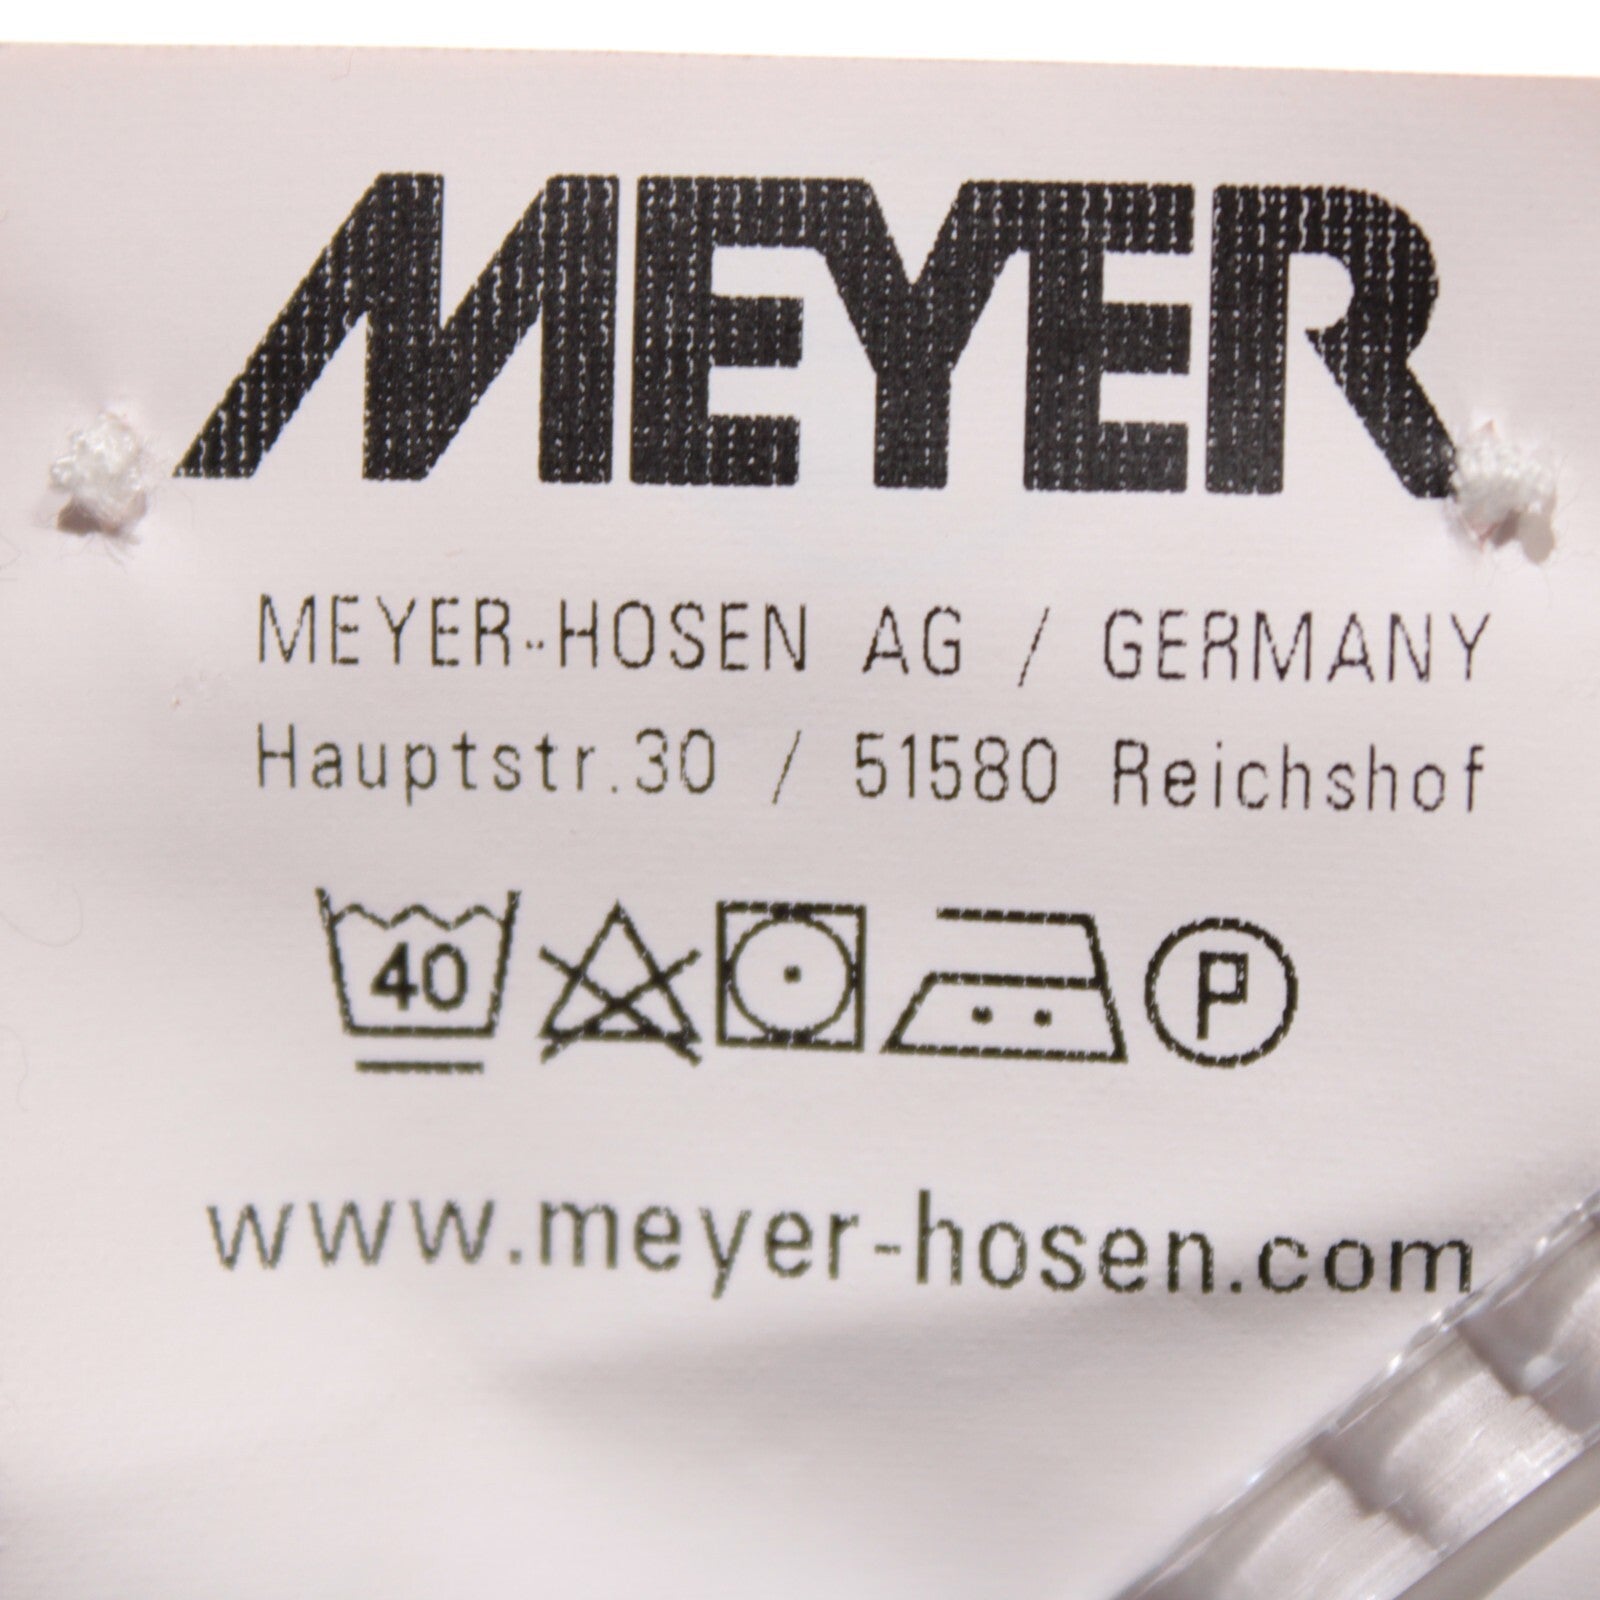 MEYER
MEYER-HOSEN AG / GERMANY
Hauptstr.30 / 51580 Reichshof
40 P
www.meyer-hosen.com